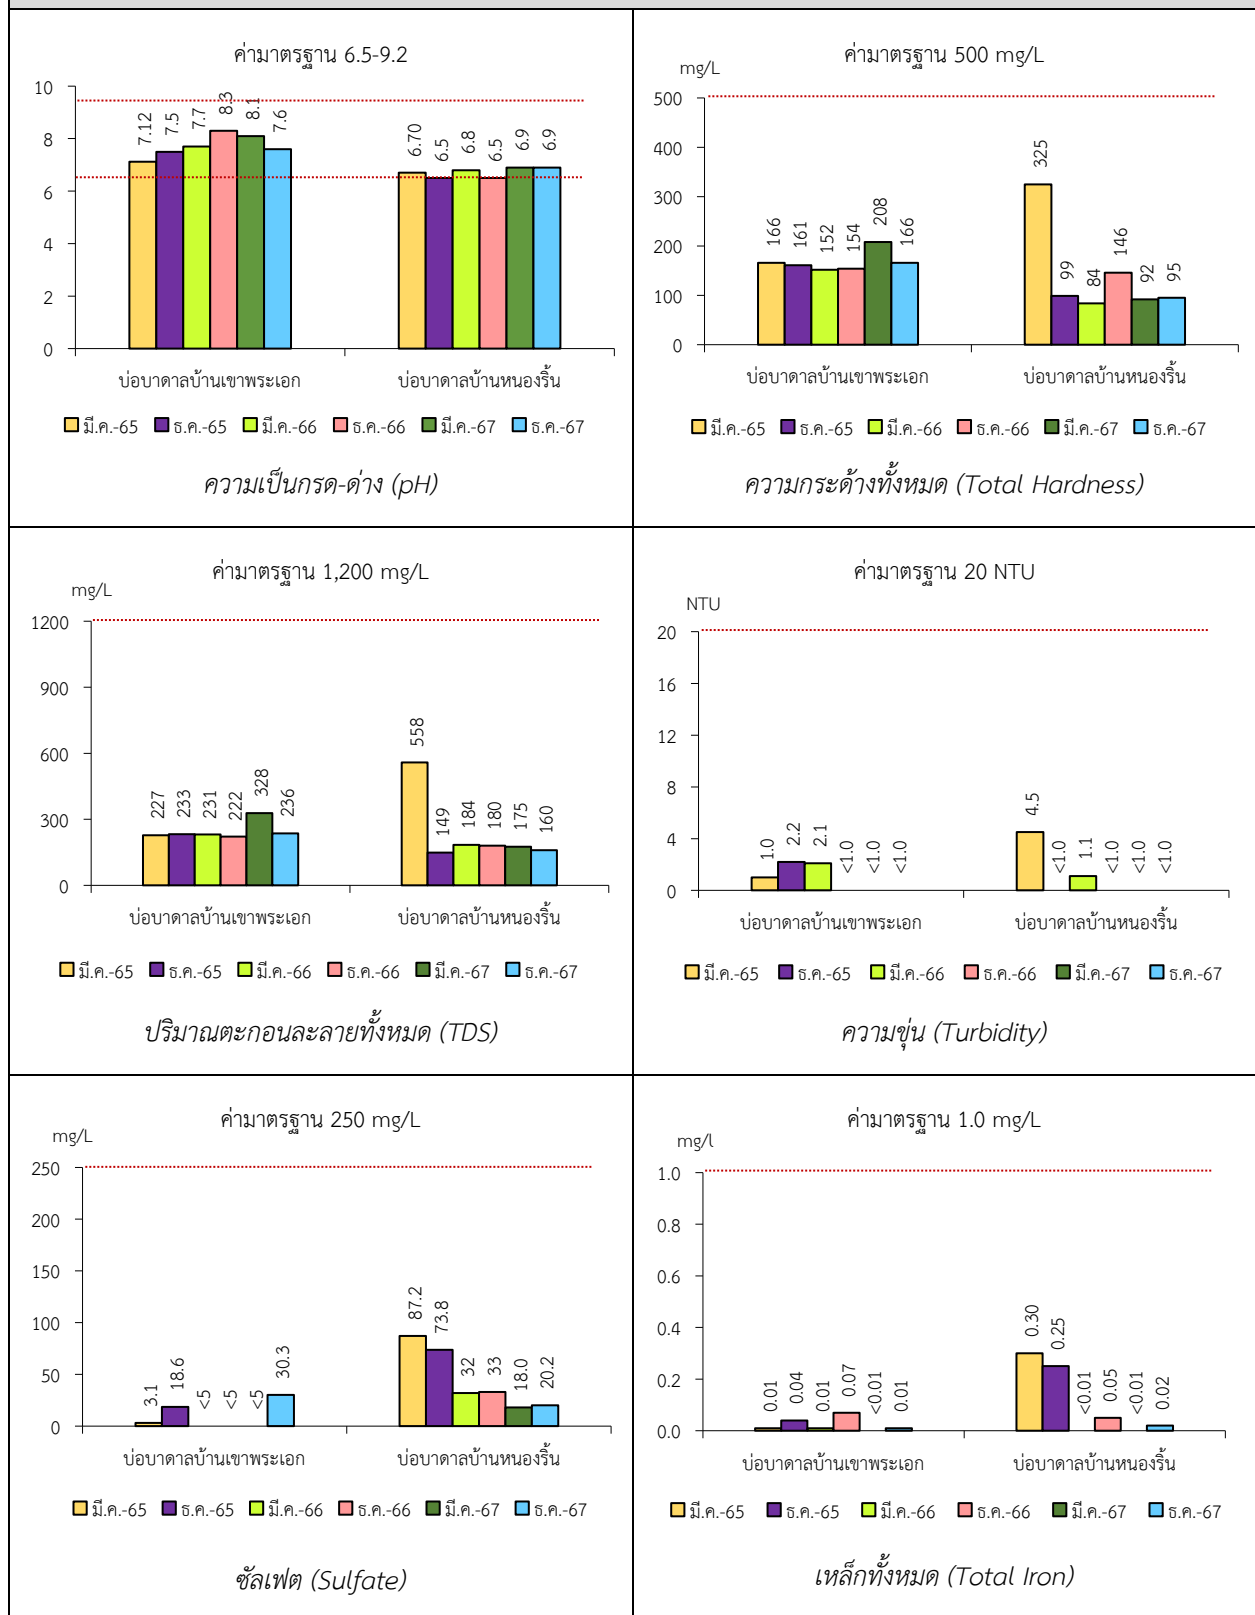 ค่ามาตรฐาน 6.5-9.2
10
8
6
4
2
0
7.12 7.5 7.7 8.3 8.1 7.6 6.70 6.5 6.8 6.5 6.9 6.9
บ่อบาดาลบ้านเขาพระเอก บ่อบาดาลบ้านหนองริ้น
มี.ค.-65 ธ.ค.-65 มี.ค.-66 ธ.ค.-66 มี.ค.-67 ธ.ค.-67
ความเป็นกรด-ด่าง (pH)
ค่ามาตรฐาน 500 mg/L
mg/L
500
400
300
200
100
0
166 161 152 154 208 166 325 99 84 146 92 95
บ่อบาดาลบ้านเขาพระเอก บ่อบาดาลบ้านหนองริ้น
มี.ค.-65 ธ.ค.-65 มี.ค.-66 ธ.ค.-66 มี.ค.-67 ธ.ค.-67
ความกระด้างทั้งหมด (Total Hardness)
ค่ามาตรฐาน 1,200 mg/L
mg/L
1200
900
600
300
0
227 233 231 222 328 236 558 149 184 180 175 160
บ่อบาดาลบ้านเขาพระเอก บ่อบาดาลบ้านหนองริ้น
มี.ค.-65 ธ.ค.-65 มี.ค.-66 ธ.ค.-66 มี.ค.-67 ธ.ค.-67
ปริมาณตะกอนละลายทั้งหมด (TDS)
ค่ามาตรฐาน 20 NTU
NTU
20
16
12
8
4
0
1.0 2.2 2.1 <1.0 <1.0 <1.0 4.5 <1.0 1.1 <1.0 <1.0 <1.0
บ่อบาดาลบ้านเขาพระเอก บ่อบาดาลบ้านหนองริ้น
มี.ค.-65 ธ.ค.-65 มี.ค.-66 ธ.ค.-66 มี.ค.-67 ธ.ค.-67
ความขุ่น (Turbidity)
ค่ามาตรฐาน 250 mg/L
mg/L
250
200
150
100
50
0
3.1 18.6 <5 <5 <5 30.3 87.2 73.8 32 33 18.0 20.2
บ่อบาดาลบ้านเขาพระเอก บ่อบาดาลบ้านหนองริ้น
มี.ค.-65 ธ.ค.-65 มี.ค.-66 ธ.ค.-66 มี.ค.-67 ธ.ค.-67
ซัลเฟต (Sulfate)
ค่ามาตรฐาน 1.0 mg/L
mg/l
1.0
0.8
0.6
0.4
0.2
0.0
0.01 0.04 0.01 0.07 <0.01 0.01 0.30 0.25 <0.01 0.05 <0.01 0.02
บ่อบาดาลบ้านเขาพระเอก บ่อบาดาลบ้านหนองริ้น
มี.ค.-65 ธ.ค.-65 มี.ค.-66 ธ.ค.-66 มี.ค.-67 ธ.ค.-67
เหล็กทั้งหมด (Total Iron)